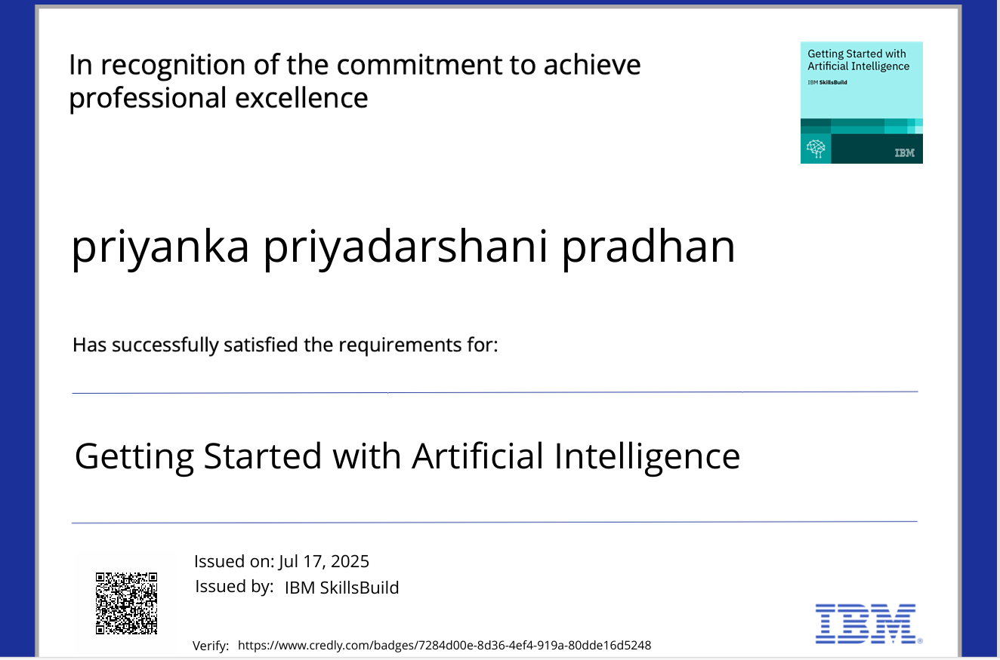 In recognition of the commitment to achieve
professional excellence
Getting Started with
Artificial Intelligence
IBM SkillsBuild
IBM
priyanka priyadarshani pradhan
Has successfully satisfied the requirements for:
Getting Started with Artificial Intelligence
Issued on: Jul 17, 2025
Issued by: IBM SkillsBuild
Verify: https://www.credly.com/badges/7284d00e-8d36-4ef4-919a-80dde16d5248
IBM®